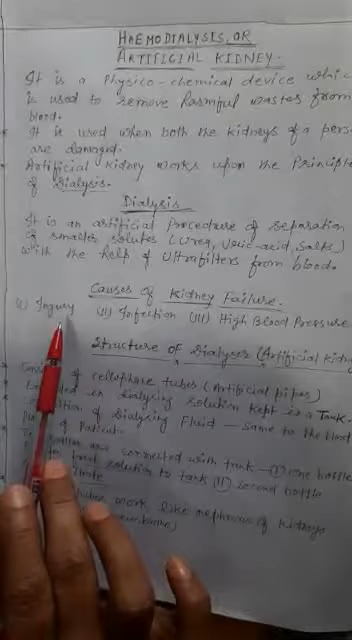 HAEMODIALYSIS OR
ARTIFICIAL KIDNEY.
It is a Physico-chemical device whic
is used to remove harmful wastes from
blood.
It is used when both the kidneys of a pers
are damaged.
Artificial kidney works upon the Principle
of Dialysis.
Dialysis
It is an artificial Procedure of separation
of smaller solutes (Urea, Uric-acid, Salts)
with the help of Ultrafilters from blood.
Causes of Kidney Failure.
(I) Ingury (II) Infection (III) High Blood Pressure
Structure of Dialyser (Artificial Kidn
of cellophane tubes (Artificial pipes)
in dialysing solution kept in a Tank.
of Dialysing Fluid - Same to the blood
of Patient.
are connected with tank - (I) one bottle
solution to tank (II) second bottle
work like nephrons of kidneys